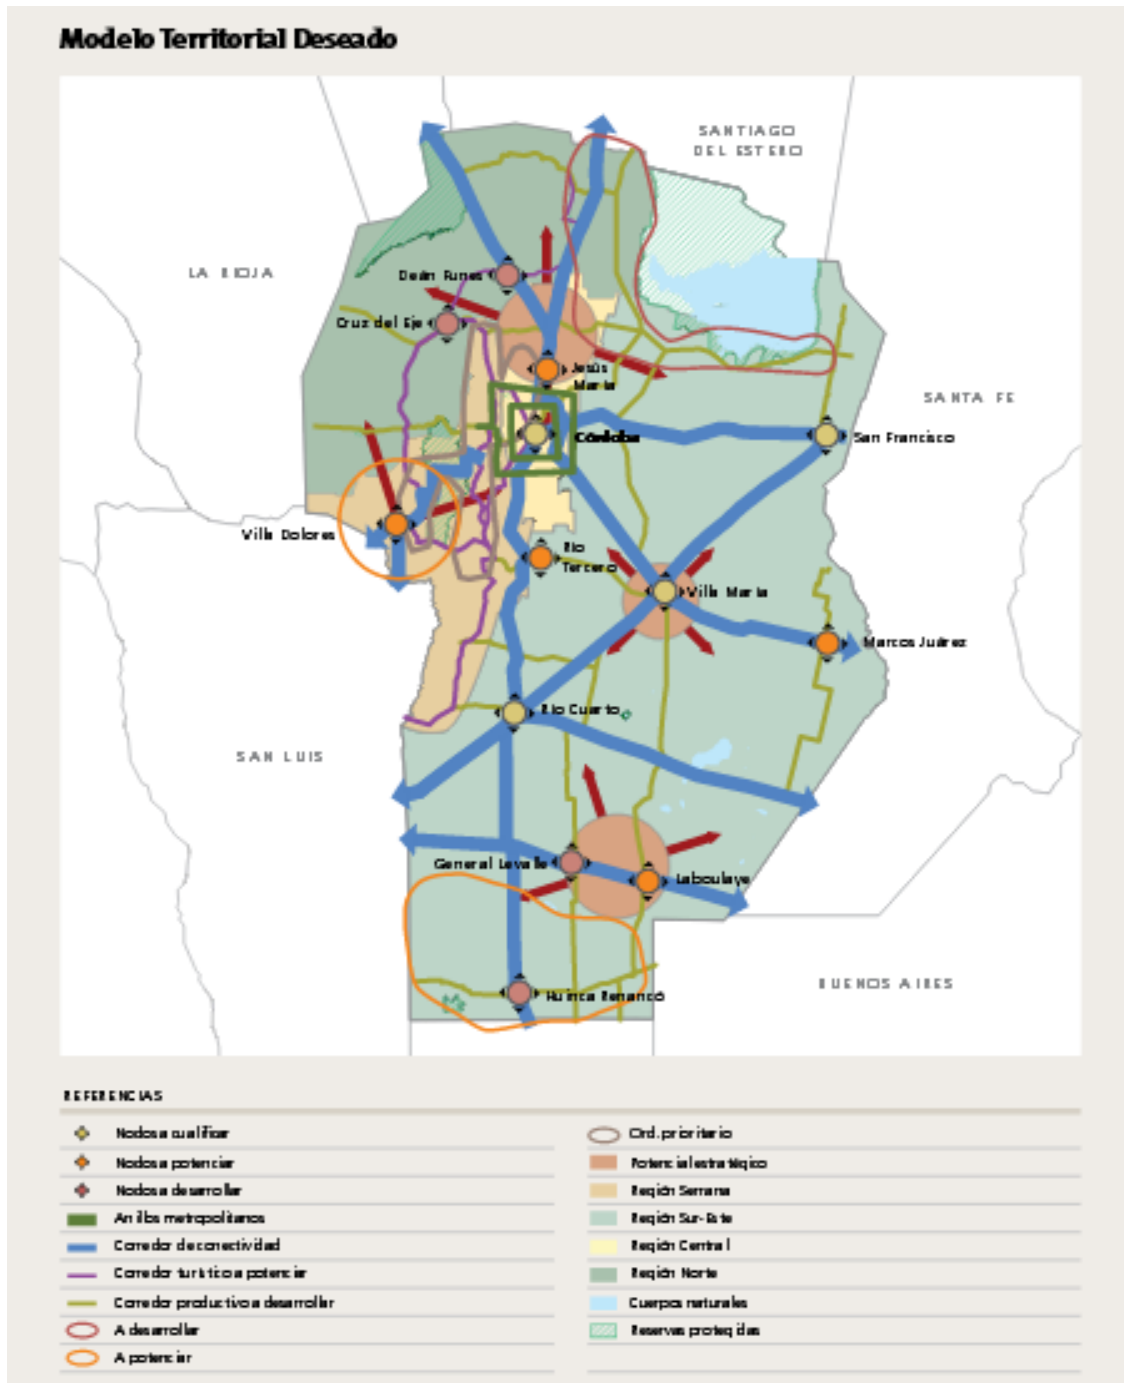 Modelo Territorial Deseado
SANTIAGO
DEL ESTERO
LA RIOJA
Deán Funes
Cruz del Eje
Jesús
María
SANTA FE
Córdoba
San Francisco
Villa Dolores
Río
Tercero
Villa María
Marcos Juárez
Río Cuarto
SAN LUIS
General Levalle
Laboulaye
BUENOS AIRES
Huinca Renancó
REFERENCIAS
Nodos a cualificar
Nodos a potenciar
Nodos a desarrollar
Anillos metropolitanos
Corredor de conectividad
Corredor turístico a potenciar
Corredor productivo a desarrollar
A desarrollar
A potenciar
Ord. prioritario
Potencial estratégico
Región Serrana
Región Sur-Este
Región Central
Región Norte
Cuerpos naturales
Reservas protegidas